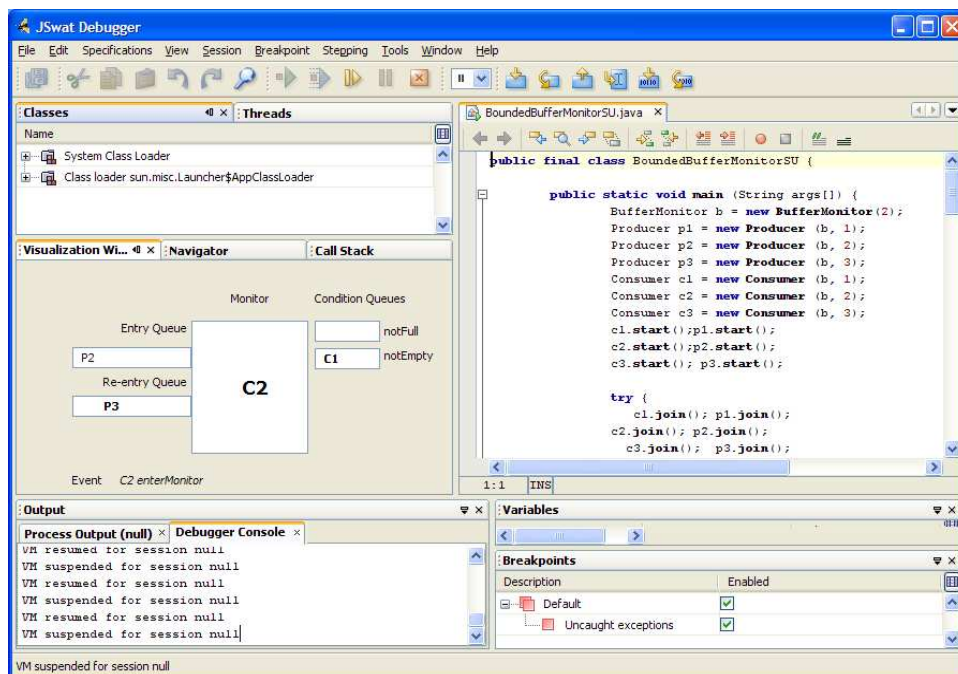 JSwat Debugger
File Edit Specifications View Session Breakpoint Stepping Tools Window Help
Classes
Threads
Name
System Class Loader
Class loader sun.misc.Launcher$AppClassLoader
Visualization Wi...
Navigator
Call Stack
Monitor
Condition Queues
Entry Queue
notFull
P2
C1
notEmpty
Re-entry Queue
P3
C2
Event C2 enterMonitor
BoundedBufferMonitorSU.java
public final class BoundedBufferMonitorSU {
public static void main (String args[]) {
BufferMonitor b = new BufferMonitor(2);
Producer p1 = new Producer (b, 1);
Producer p2 = new Producer (b, 2);
Producer p3 = new Producer (b, 3);
Consumer c1 = new Consumer (b, 1);
Consumer c2 = new Consumer (b, 2);
Consumer c3 = new Consumer (b, 3);
c1.start();p1.start();
c2.start();p2.start();
c3.start(); p3.start();
try {
c1.join(); p1.join();
c2.join(); p2.join();
c3.join(); p3.join();
1:1 INS
Output
Process Output (null)
Debugger Console
VM resumed for session null
VM suspended for session null
VM resumed for session null
VM suspended for session null
VM resumed for session null
VM suspended for session null
Variables
Breakpoints
Description Enabled
Default
Uncaught exceptions
VM suspended for session null